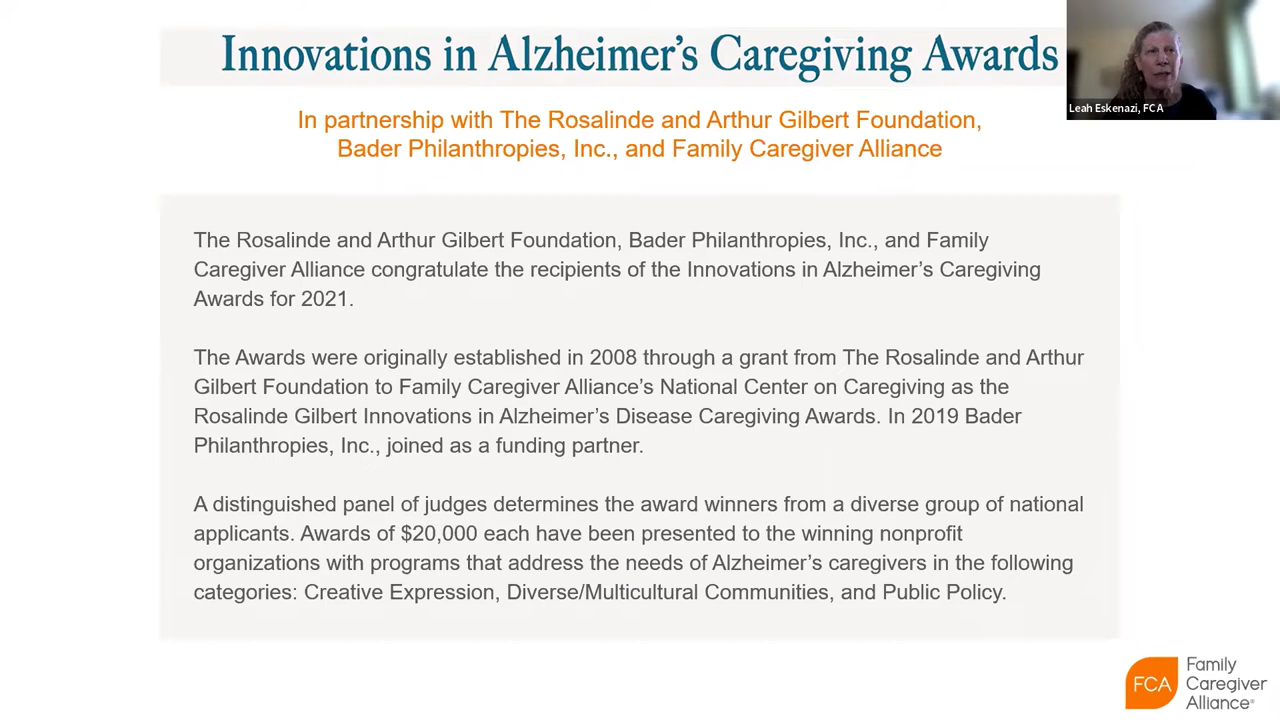 Innovations in Alzheimer's Caregiving Awards
Leah Eskenazi, FCA
In partnership with The Rosalinde and Arthur Gilbert Foundation,
Bader Philanthropies, Inc., and Family Caregiver Alliance
The Rosalinde and Arthur Gilbert Foundation, Bader Philanthropies, Inc., and Family
Caregiver Alliance congratulate the recipients of the Innovations in Alzheimer's Caregiving
Awards for 2021.
The Awards were originally established in 2008 through a grant from The Rosalinde and Arthur
Gilbert Foundation to Family Caregiver Alliance's National Center on Caregiving as the
Rosalinde Gilbert Innovations in Alzheimer's Disease Caregiving Awards. In 2019 Bader
Philanthropies, Inc., joined as a funding partner.
A distinguished panel of judges determines the award winners from a diverse group of national
applicants. Awards of $20,000 each have been presented to the winning nonprofit
organizations with programs that address the needs of Alzheimer's caregivers in the following
categories: Creative Expression, Diverse/Multicultural Communities, and Public Policy.
FCA
Family
Caregiver
Alliance®